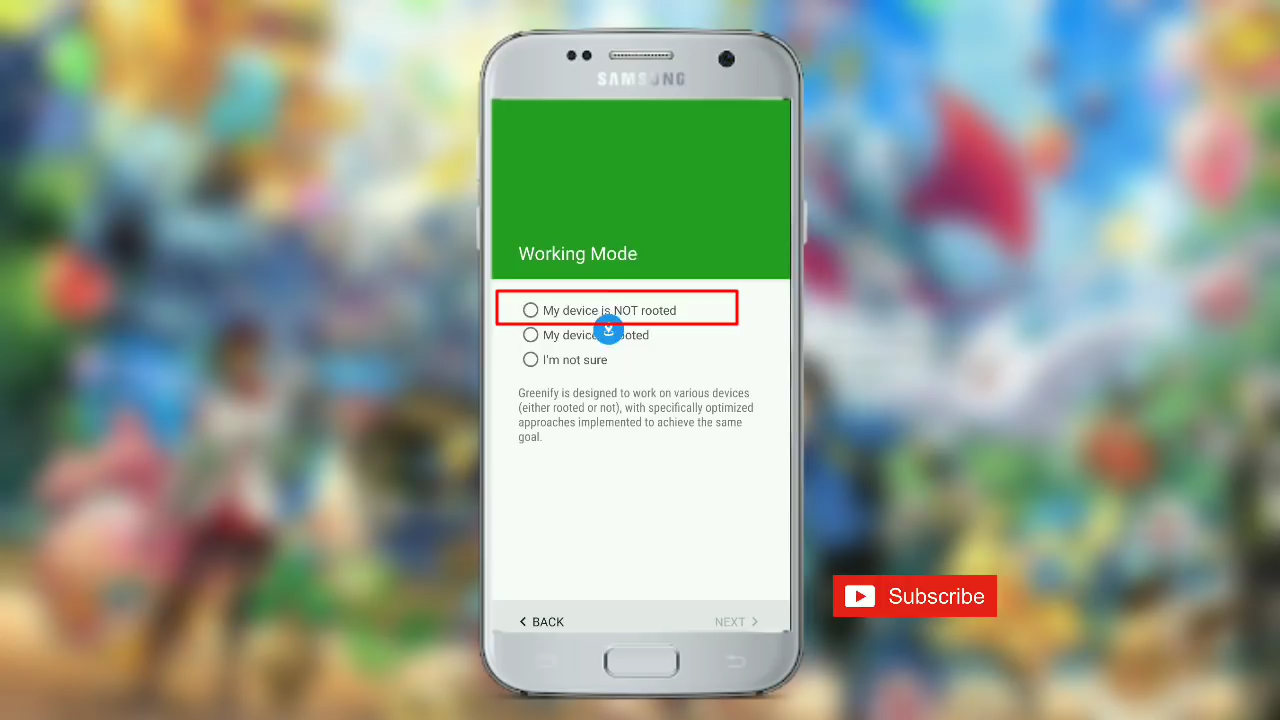 SAMSUNG
Working Mode
My device is NOT rooted
My device rooted
I'm not sure
Greenify is designed to work on various devices
(either rooted or not), with specifically optimized
approaches implemented to achieve the same
goal.
BACK
NEXT
Subscribe